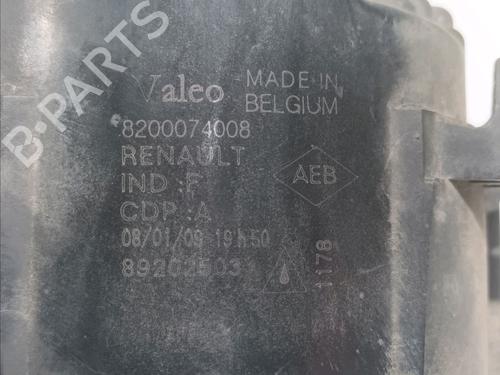 B-PARTS
Valeo MADE IN
BELGIUM
8200074008
RENAULT
IND :F
AEB
CDP :A
08/01/09 19h50
89202503
1178